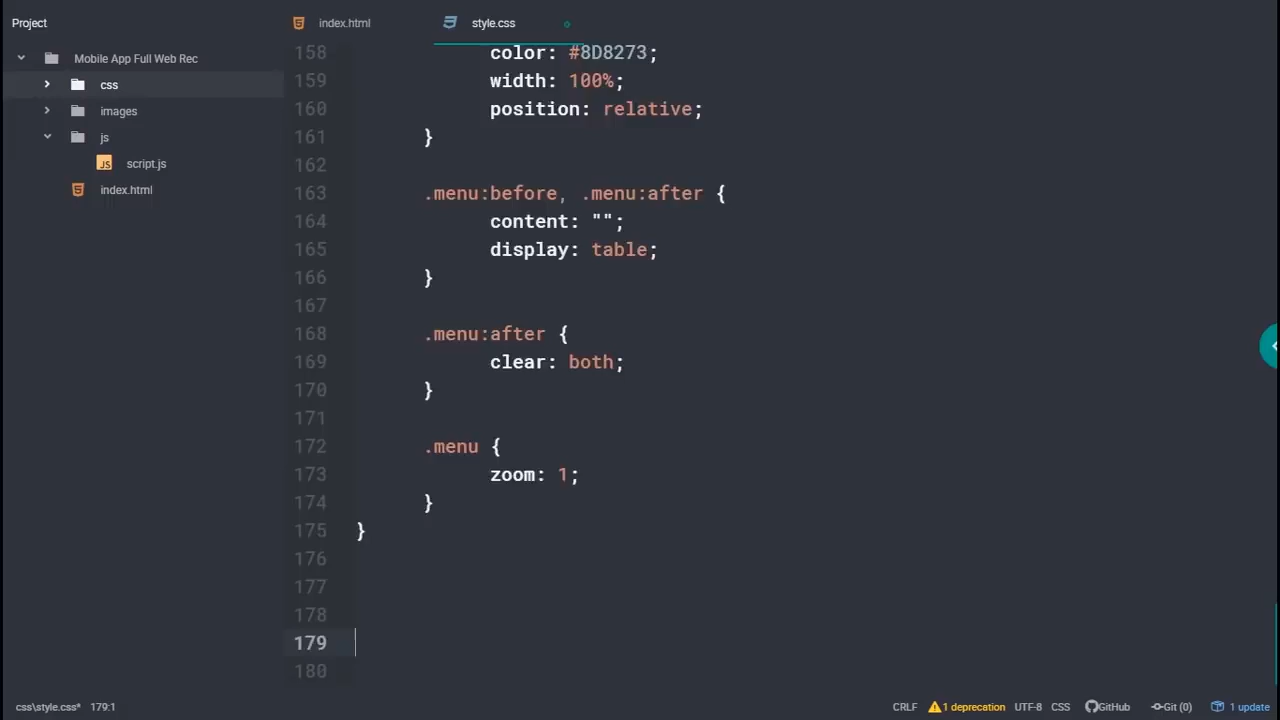 Project
index.html
style.css
Mobile App Full Web Rec
css
images
js
JS script.js
index.html
158 color: #8D8273;
159 width: 100%;
160 position: relative;
161 }
162
163 .menu:before, .menu:after {
164 content: "";
165 display: table;
166 }
167
168 .menu:after {
169 clear: both;
170 }
171
172 .menu {
173 zoom: 1;
174 }
175 }
176
177
178
179
180
css\style.css* 179:1 CRLF 1 deprecation UTF-8 CSS GitHub Git (0) 1 update